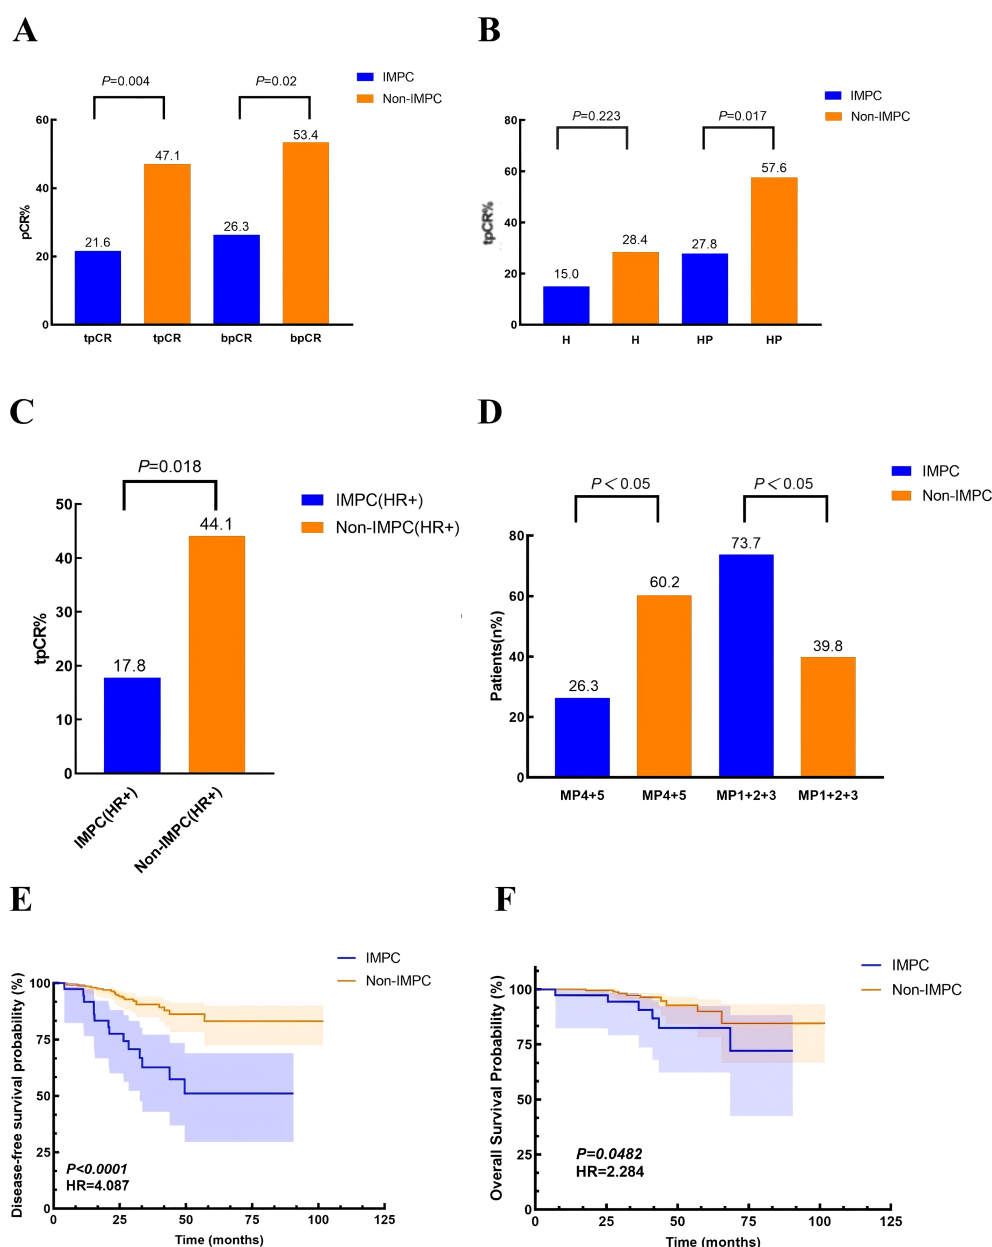 A
P=0.004
P=0.02
IMPC
Non-IMPC
pCR%
60
40
20
0
21.6
47.1
26.3
53.4
tpCR
tpCR
bpCR
bpCR
B
P=0.223
P=0.017
IMPC
Non-IMPC
tpCR%
80
60
40
20
0
15.0
28.4
27.8
57.6
H
H
HP
HP
C
P=0.018
IMPC(HR+)
Non-IMPC(HR+)
tpCR%
50
40
30
20
10
0
17.8
44.1
IMPC(HR+)
Non-IMPC(HR+)
D
P＜0.05
P＜0.05
IMPC
Non-IMPC
Patients(n%)
80
60
40
20
0
26.3
60.2
73.7
39.8
MP4+5
MP4+5
MP1+2+3
MP1+2+3
E
IMPC
Non-IMPC
Disease-free survival probability (%)
100
75
50
25
0
P<0.0001
HR=4.087
0
25
50
75
100
125
Time (months)
F
IMPC
Non-IMPC
Overall Survival Probability (%)
100
75
50
25
0
P=0.0482
HR=2.284
0
25
50
75
100
125
Time (months)